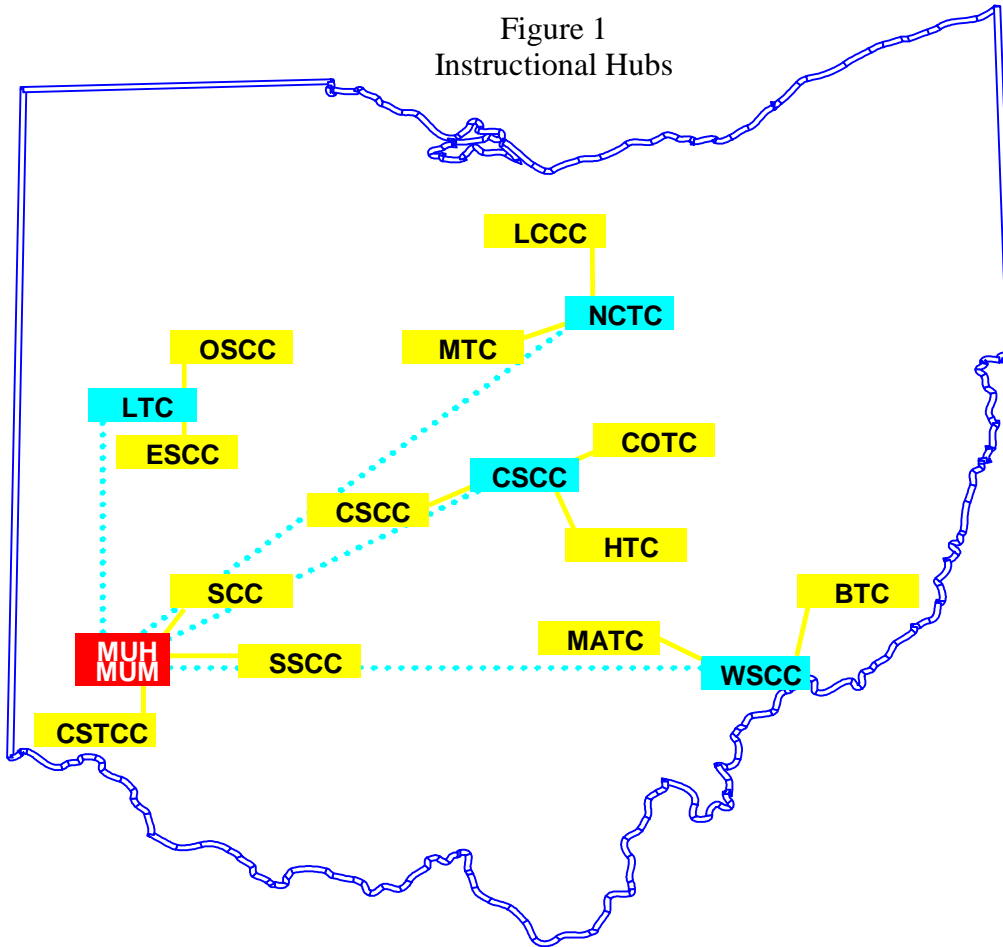 Figure 1
Instructional Hubs
LCCC
NCTC
OSCC
MTC
LTC
COTC
ESCC
CSCC
CSCC
HTC
SCC
BTC
MATC
MUH
MUM
SSCC
WSCC
CSTCC